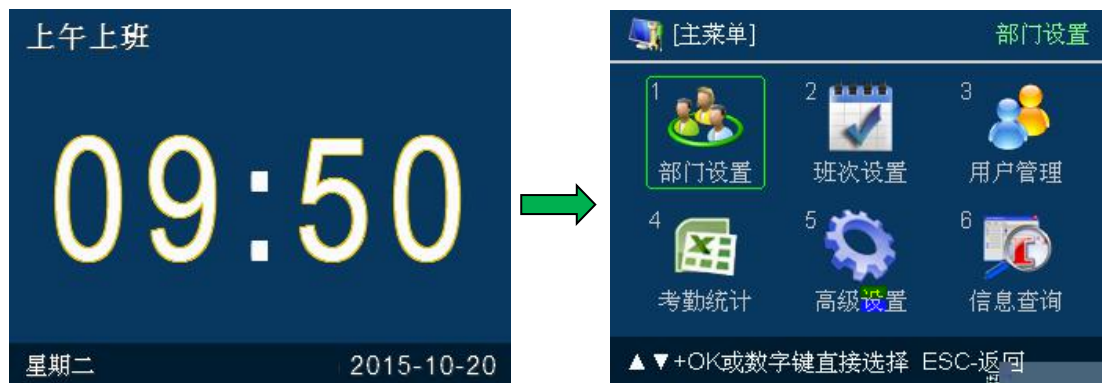 上午上班
09:50
星期二 2015-10-20
[主菜单] 部门设置
1 2 3
部门设置 班次设置 用户管理
4 5 6
考勤统计 高级设置 信息查询
▲▼+OK或数字键直接选择 ESC-返回